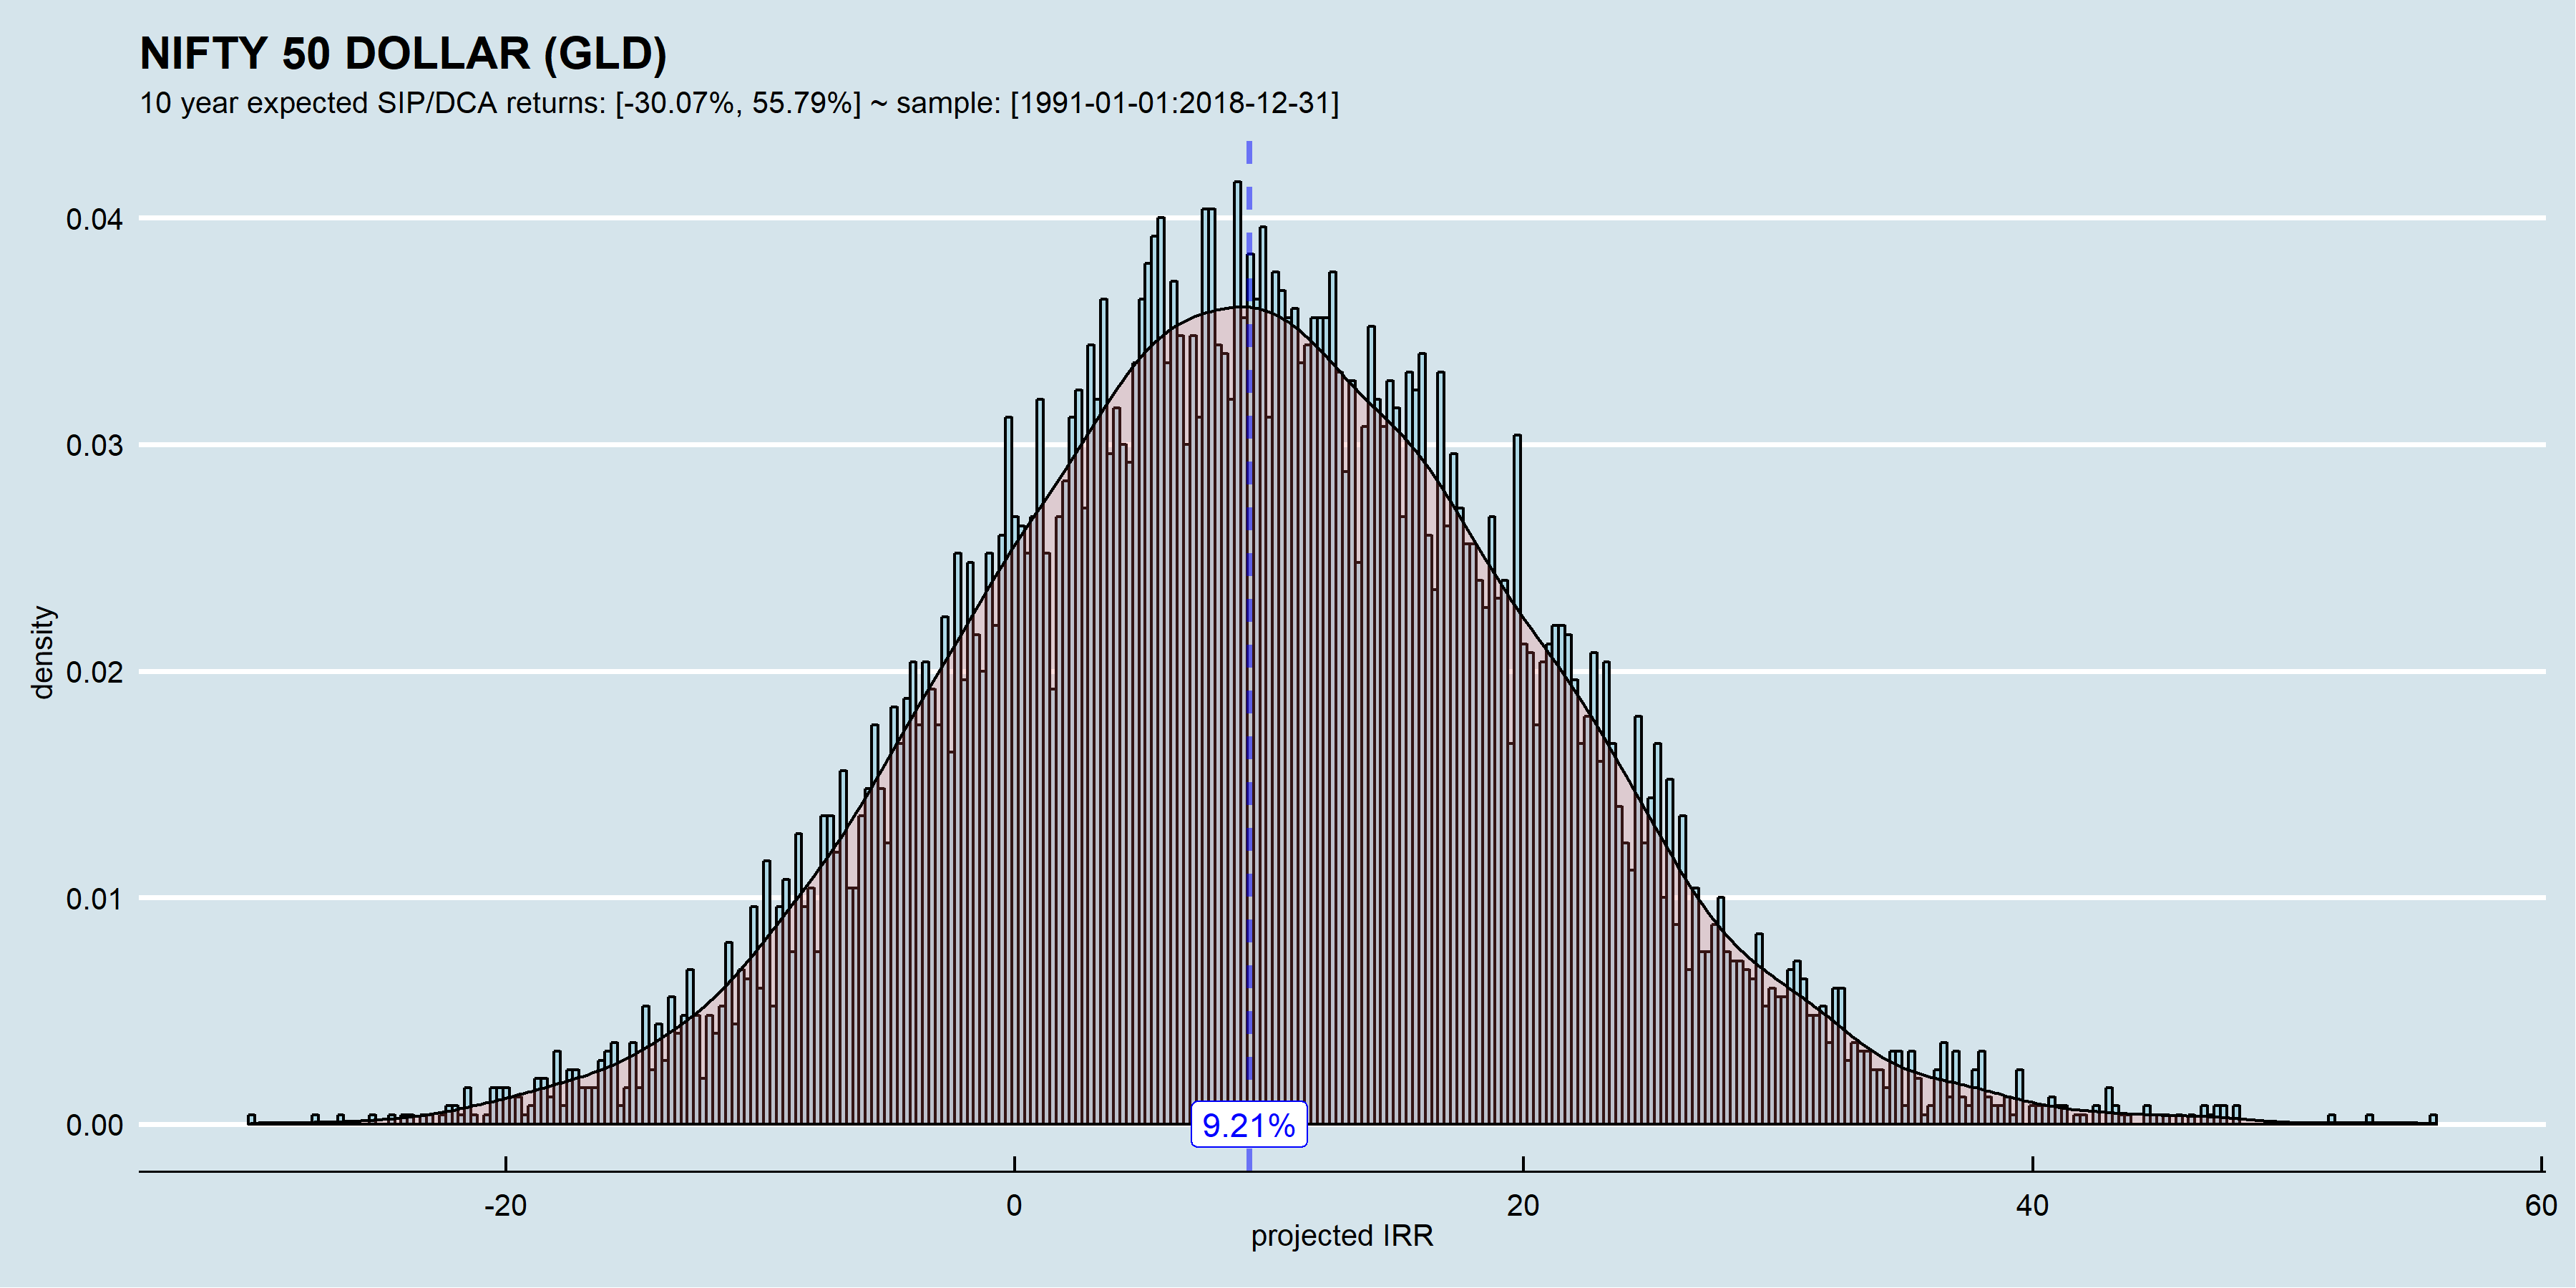 NIFTY 50 DOLLAR (GLD)
10 year expected SIP/DCA returns: [-30.07%, 55.79%] ~ sample: [1991-01-01:2018-12-31]
0.04
0.03
0.02
0.01
0.00
density
9.21%
-20 0 20 40 60
projected IRR